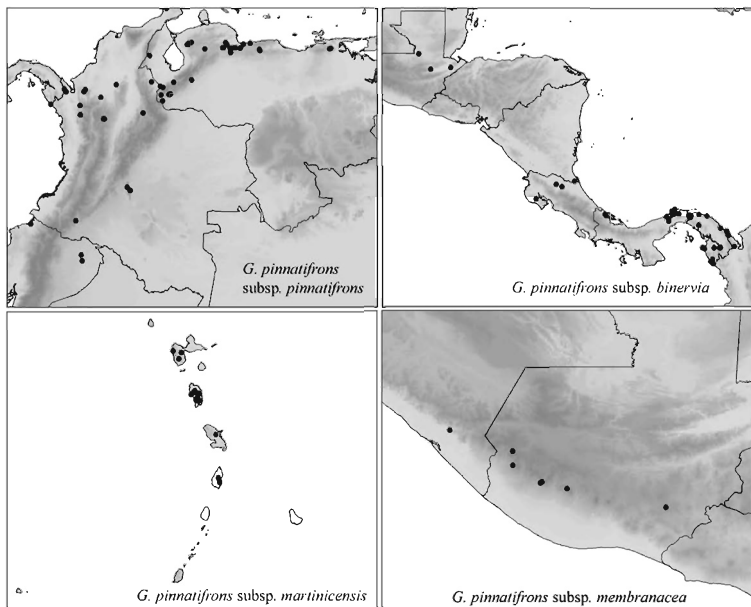 G. pinnatifrons
subsp. pinnatifrons
G. pinnatifrons subsp. binervia
G. pinnatifrons subsp. martinicensis
G. pinnatifrons subsp. membranacea